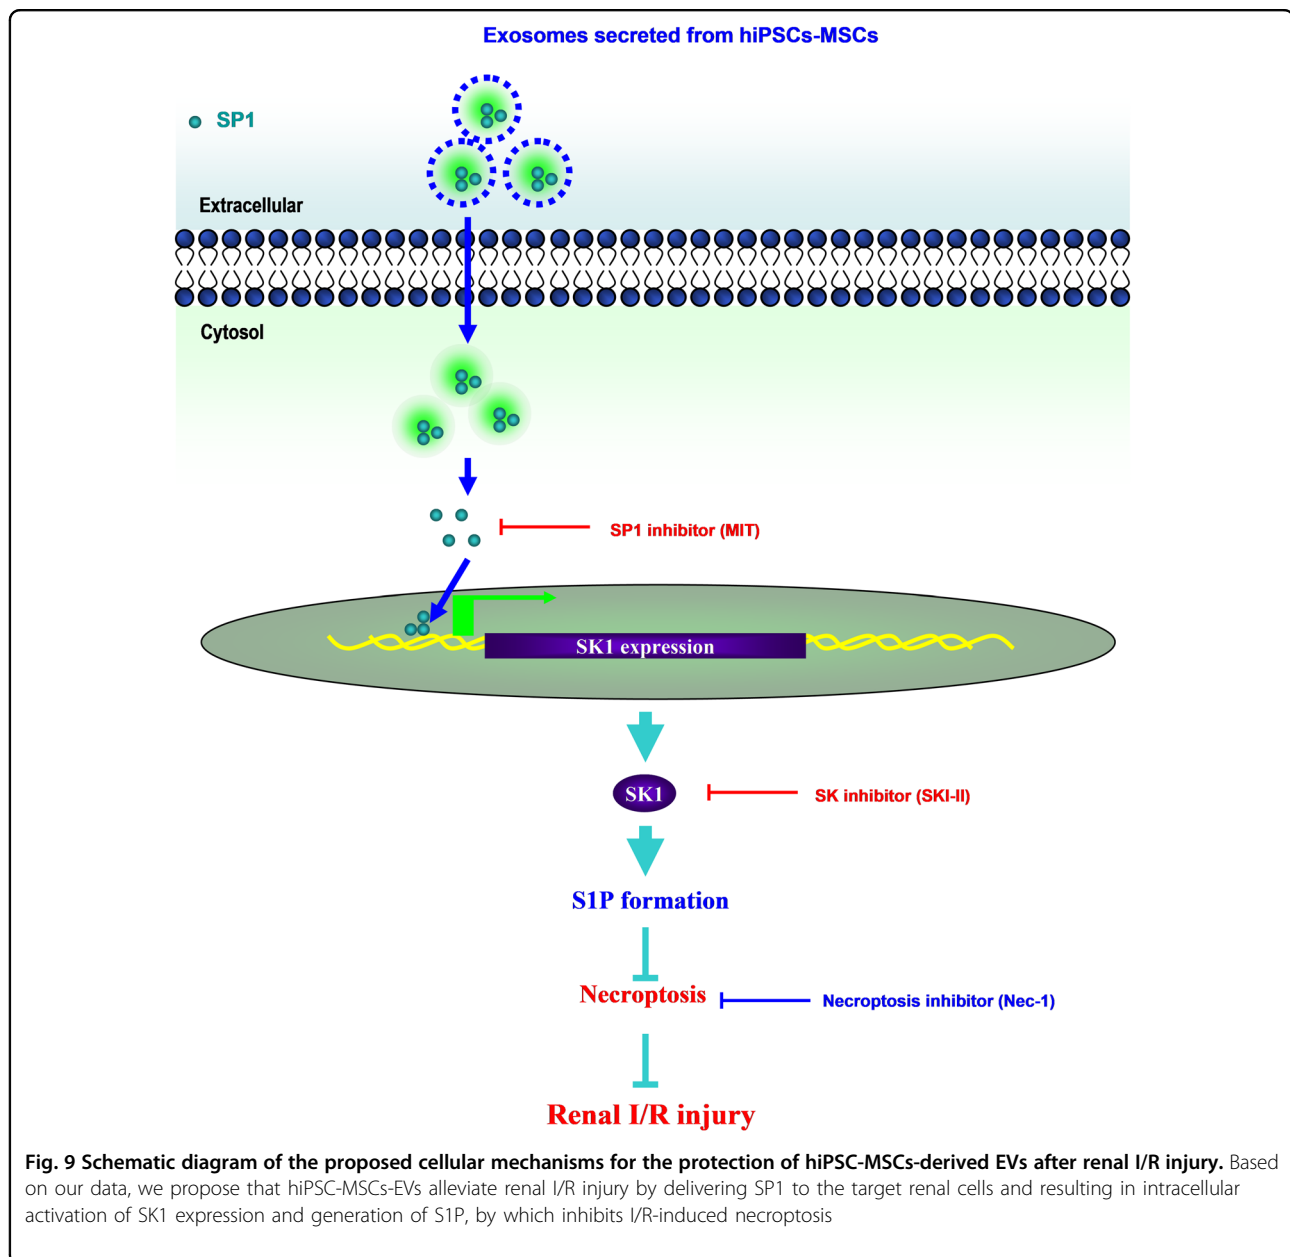 Exosomes secreted from hiPSCs-MSCs
SP1
Extracellular
Cytosol
SP1 inhibitor (MIT)
SK1 expression
SK1
SK inhibitor (SKI-II)
S1P formation
Necroptosis
Necroptosis inhibitor (Nec-1)
Renal I/R injury
Fig. 9 Schematic diagram of the proposed cellular mechanisms for the protection of hiPSC-MSCs-derived EVs after renal I/R injury. Based
on our data, we propose that hiPSC-MSCs-EVs alleviate renal I/R injury by delivering SP1 to the target renal cells and resulting in intracellular
activation of SK1 expression and generation of S1P, by which inhibits I/R-induced necroptosis